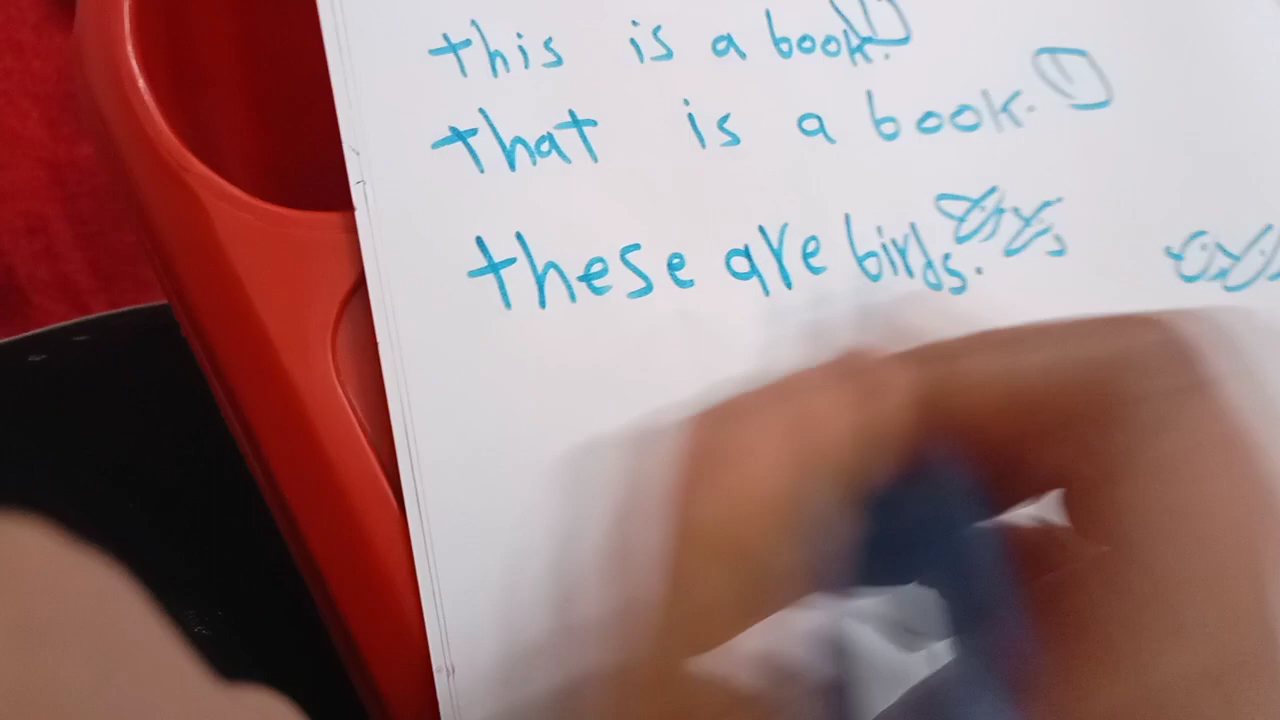 this is a book.
that is a book.
these are birds.